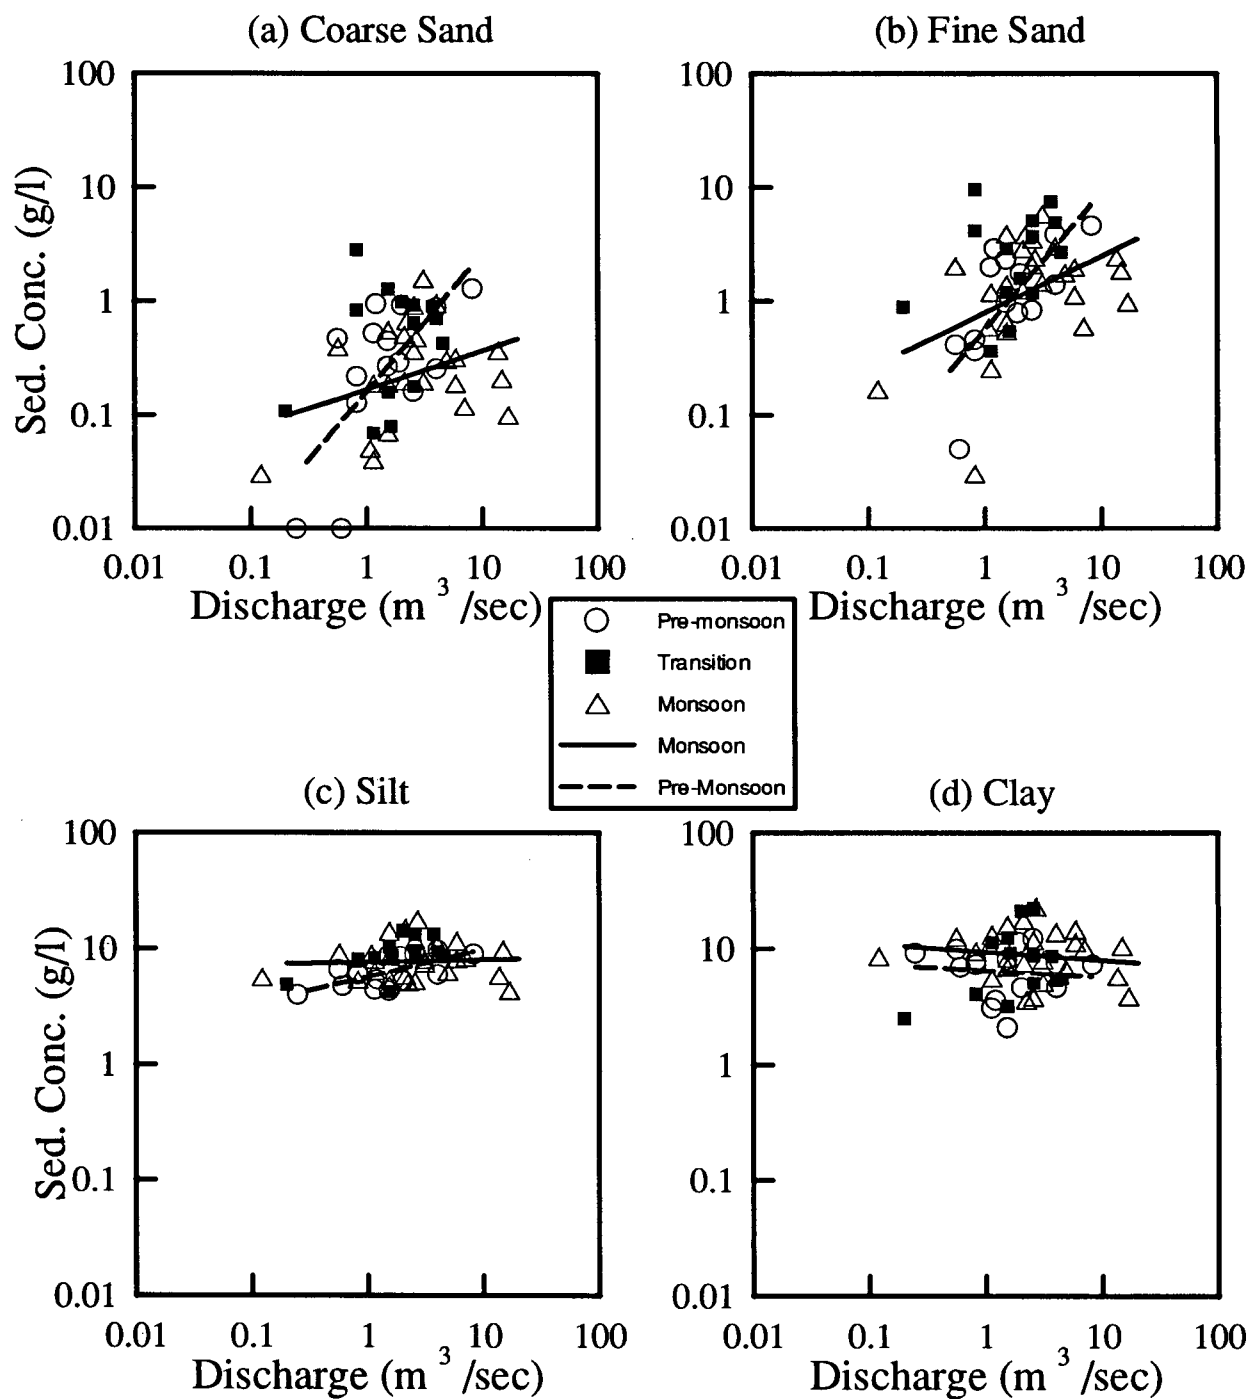 (a) Coarse Sand
(b) Fine Sand
100
10
1
0.1
0.01
Sed. Conc. (g/l)
0.01 0.1 1 10 100
Discharge (m 3 /sec)
100
10
1
0.1
0.01
0.01 0.1 1 10 100
Discharge (m 3 /sec)
Pre-monsoon
Transition
Monsoon
Monsoon
Pre-Monsoon
(c) Silt
(d) Clay
100
10
1
0.1
0.01
Sed. Conc. (g/l)
0.01 0.1 1 10 100
Discharge (m 3 /sec)
100
10
1
0.1
0.01
0.01 0.1 1 10 100
Discharge (m 3 /sec)